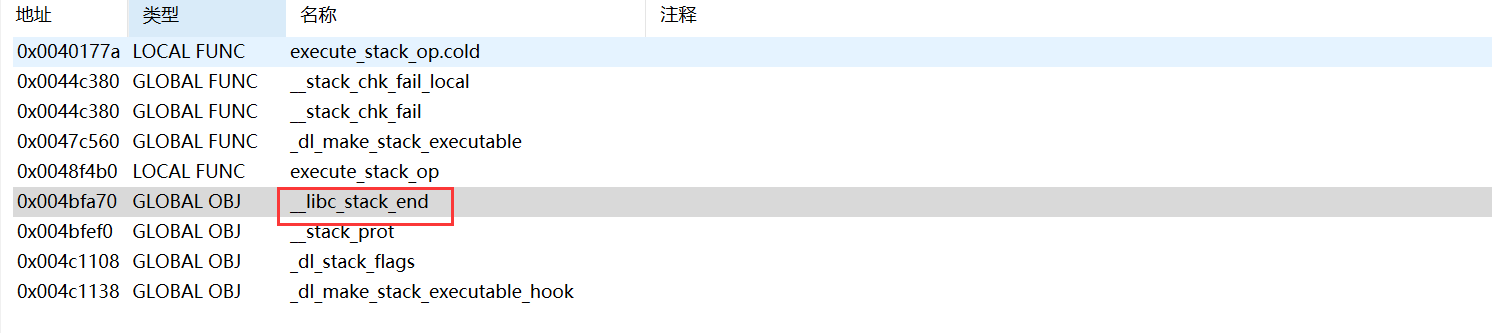 地址 类型 名称 注释
0x0040177a LOCAL FUNC execute_stack_op.cold
0x0044c380 GLOBAL FUNC __stack_chk_fail_local
0x0044c380 GLOBAL FUNC __stack_chk_fail
0x0047c560 GLOBAL FUNC _dl_make_stack_executable
0x0048f4b0 LOCAL FUNC execute_stack_op
0x004bfa70 GLOBAL OBJ __libc_stack_end
0x004bfef0 GLOBAL OBJ __stack_prot
0x004c1108 GLOBAL OBJ _dl_stack_flags
0x004c1138 GLOBAL OBJ _dl_make_stack_executable_hook